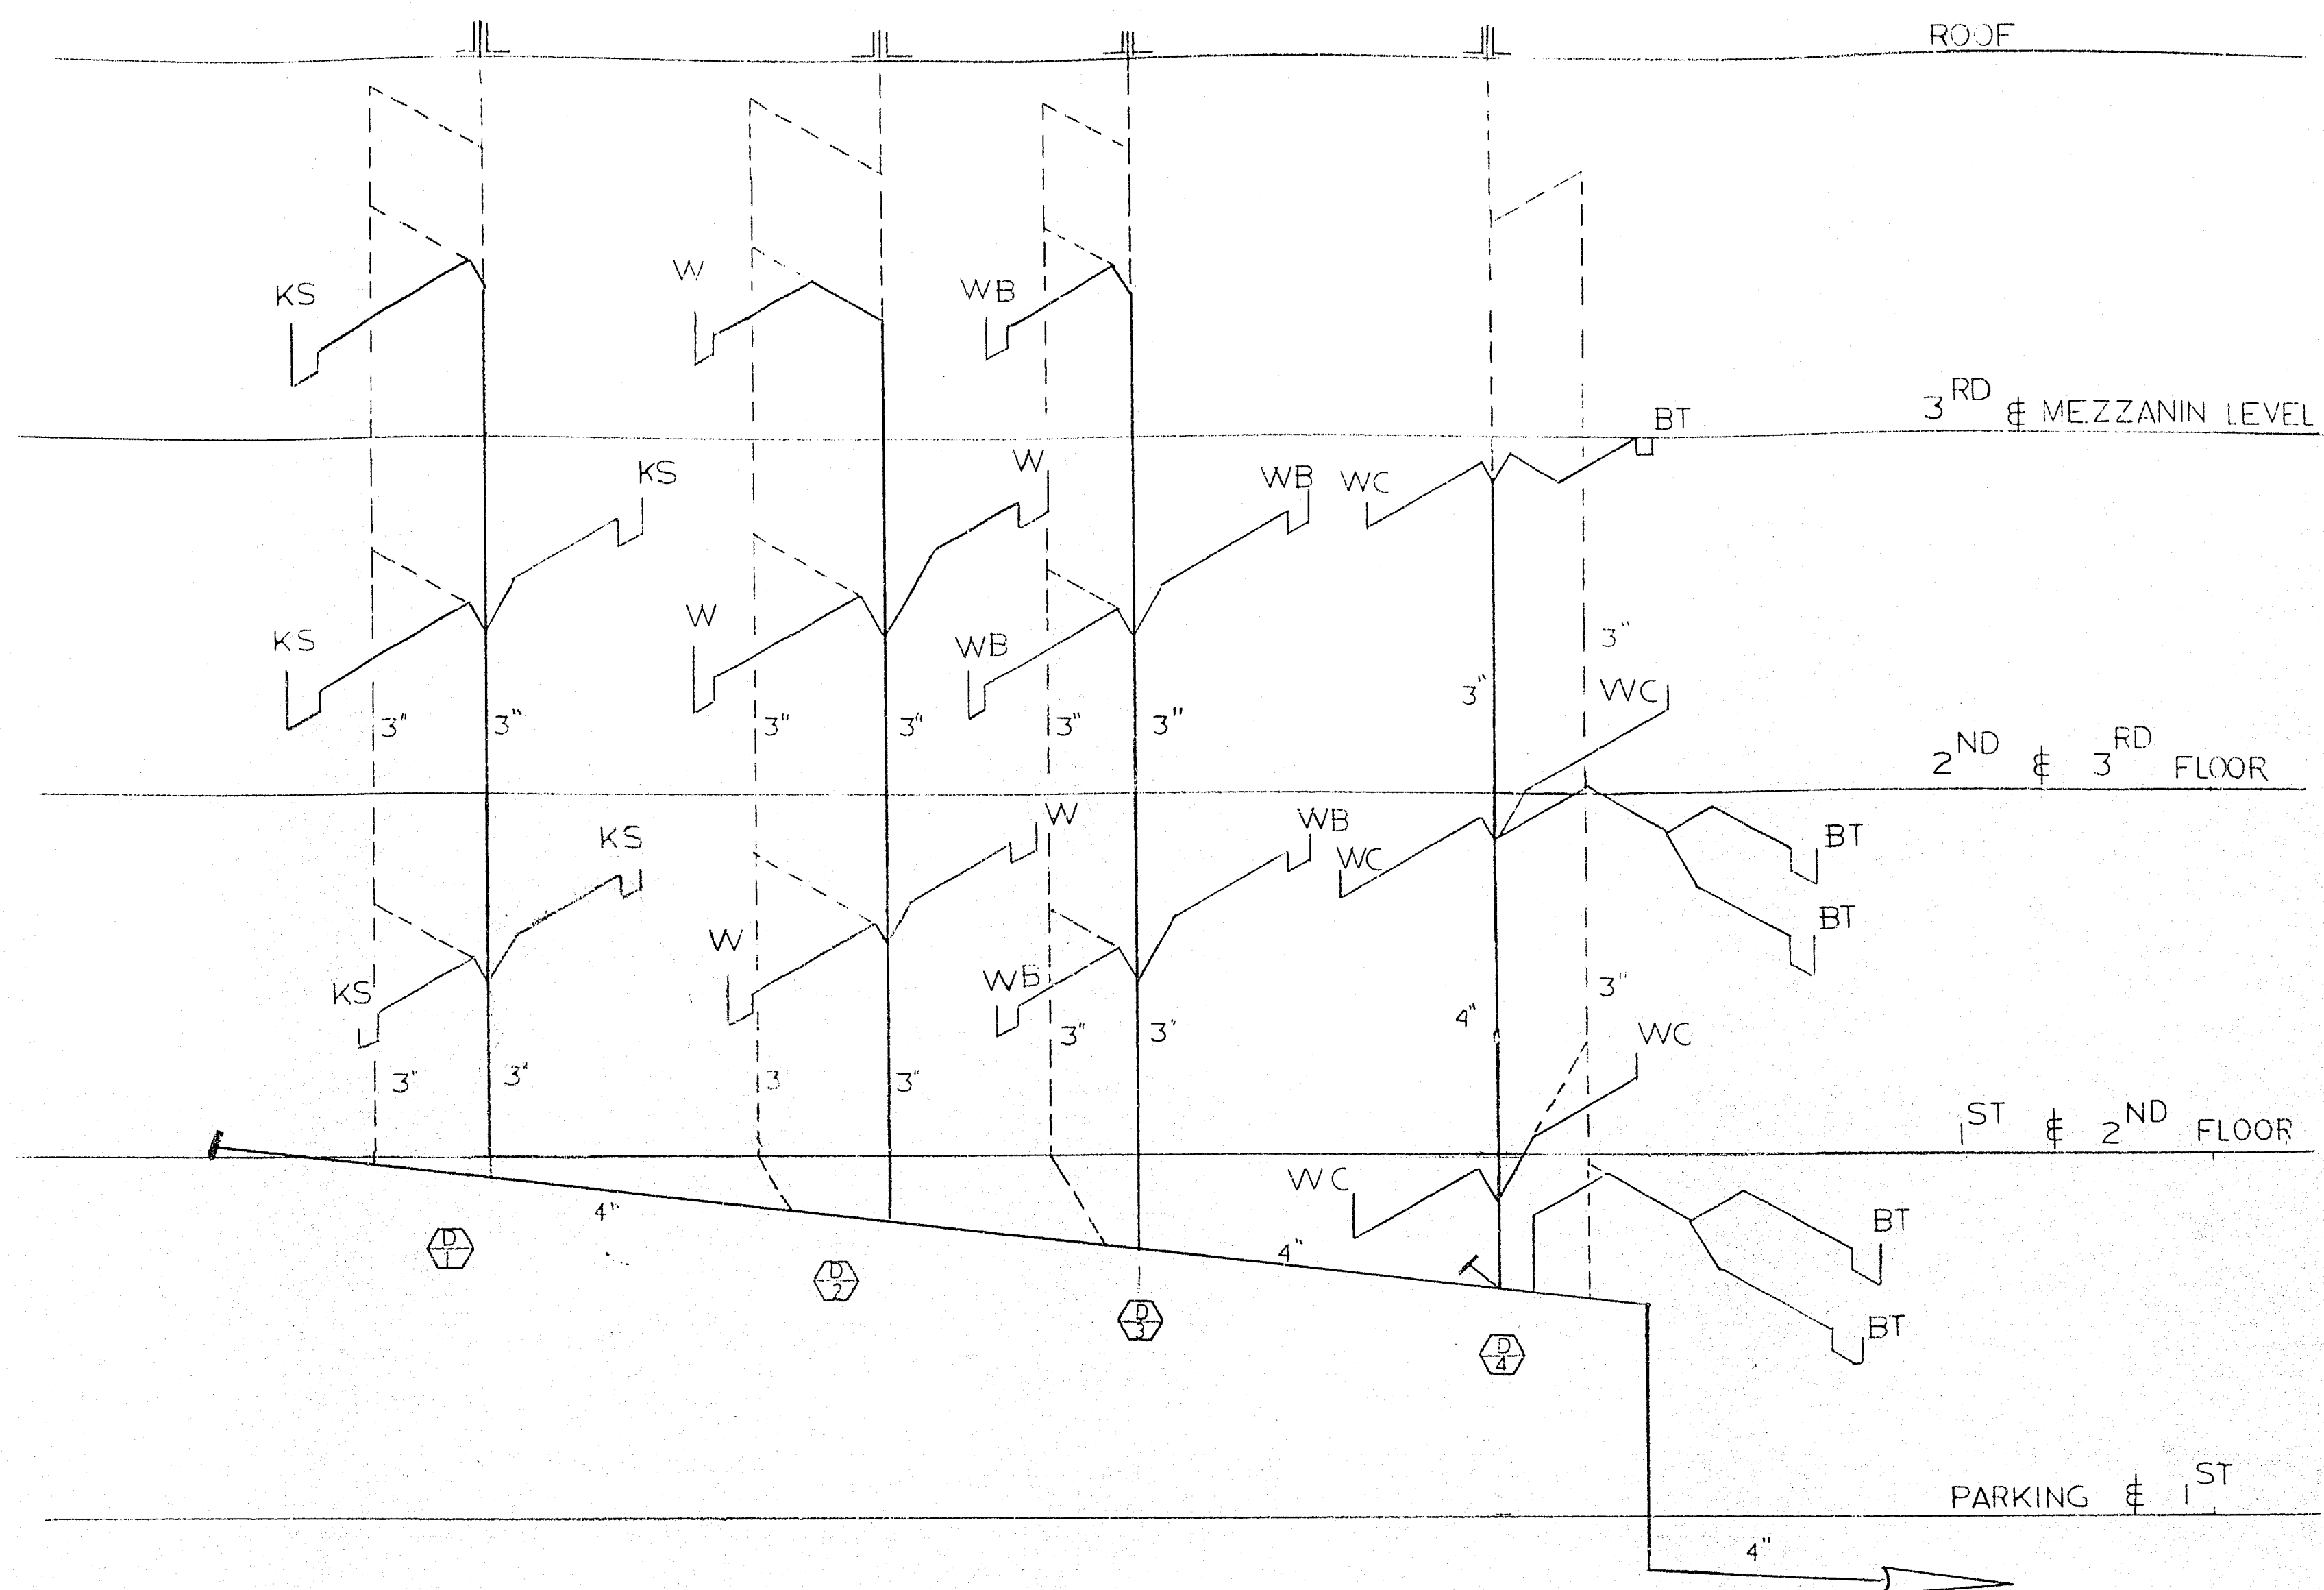 ROOF
KS
W
WB
3RD & MEZZANIN LEVEL
BT
KS
W
WB
WC
KS
W
WB
3"
3"
WC
3"
3"
3"
3"
3"
3"
3"
2ND & 3RD FLOOR
KS
W
WB
WC
BT
BT
KS
W
WB
3"
4"
3"
3"
WC
3"
3"
3
3"
1ST & 2ND FLOOR
WC
4"
4"
BT
BT
D
1
D
2
D
3
D
4
PARKING & 1ST
4"